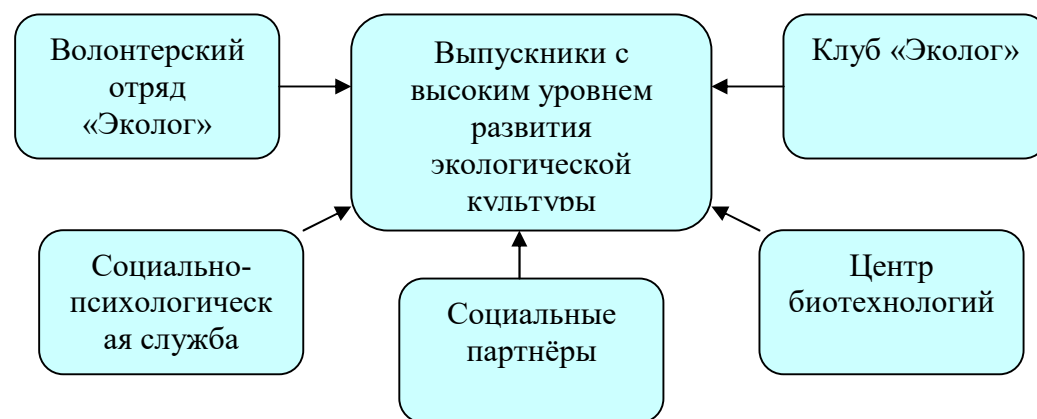 Волонтерский
отряд
«Эколог»
Выпускники с
высоким уровнем
развития
экологической
культуры
Клуб «Эколог»
Социально-
психологическ
ая служба
Социальные
партнёры
Центр
биотехнологий